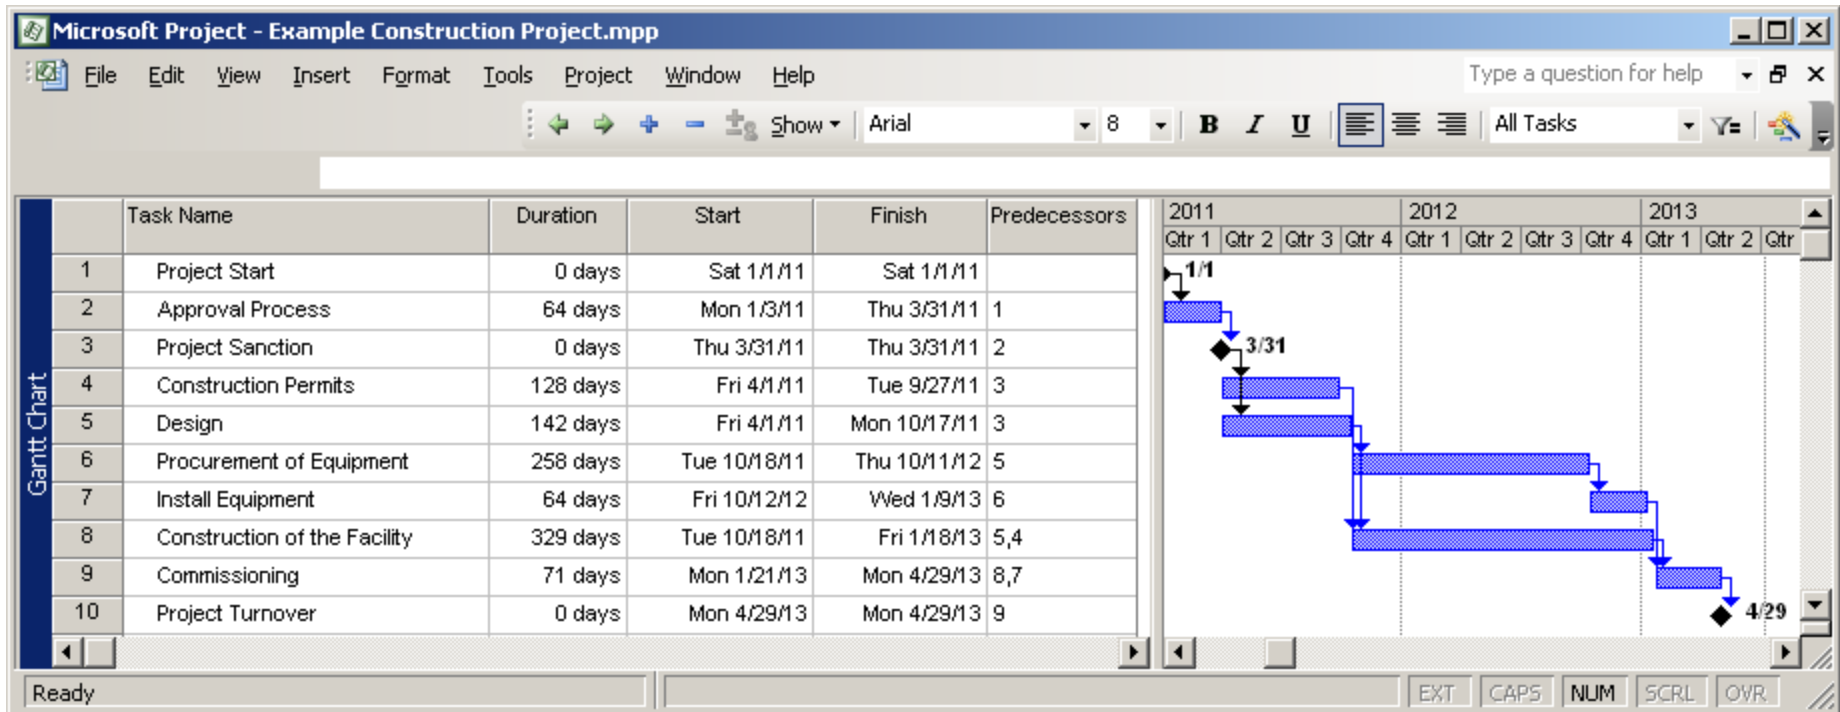 Microsoft Project - Example Construction Project.mpp
File Edit View Insert Format Tools Project Window Help Type a question for help
Show Arial 8 B I U All Tasks
Task Name Duration Start Finish Predecessors 2011 2012 2013
Qtr 1 Qtr 2 Qtr 3 Qtr 4 Qtr 1 Qtr 2 Qtr 3 Qtr 4 Qtr 1 Qtr 2 Qtr
1 Project Start 0 days Sat 1/1/11 Sat 1/1/11 1/1
2 Approval Process 64 days Mon 1/3/11 Thu 3/31/11 1
3 Project Sanction 0 days Thu 3/31/11 Thu 3/31/11 2 3/31
4 Construction Permits 128 days Fri 4/1/11 Tue 9/27/11 3
5 Design 142 days Fri 4/1/11 Mon 10/17/11 3
6 Procurement of Equipment 258 days Tue 10/18/11 Thu 10/11/12 5
7 Install Equipment 64 days Fri 10/12/12 Wed 1/9/13 6
8 Construction of the Facility 329 days Tue 10/18/11 Fri 1/18/13 5,4
9 Commissioning 71 days Mon 1/21/13 Mon 4/29/13 8,7
10 Project Turnover 0 days Mon 4/29/13 Mon 4/29/13 9 4/29
Gantt Chart
Ready EXT CAPS NUM SCRL OVR